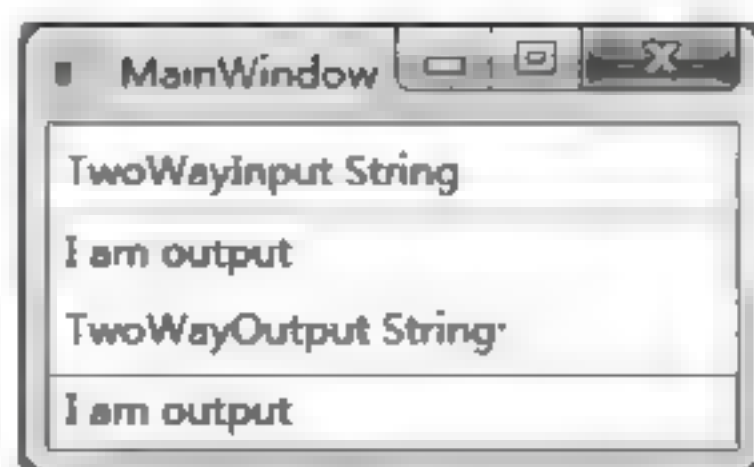 MainWindow
TwoWayInput String
I am output
TwoWayOutput String
I am output